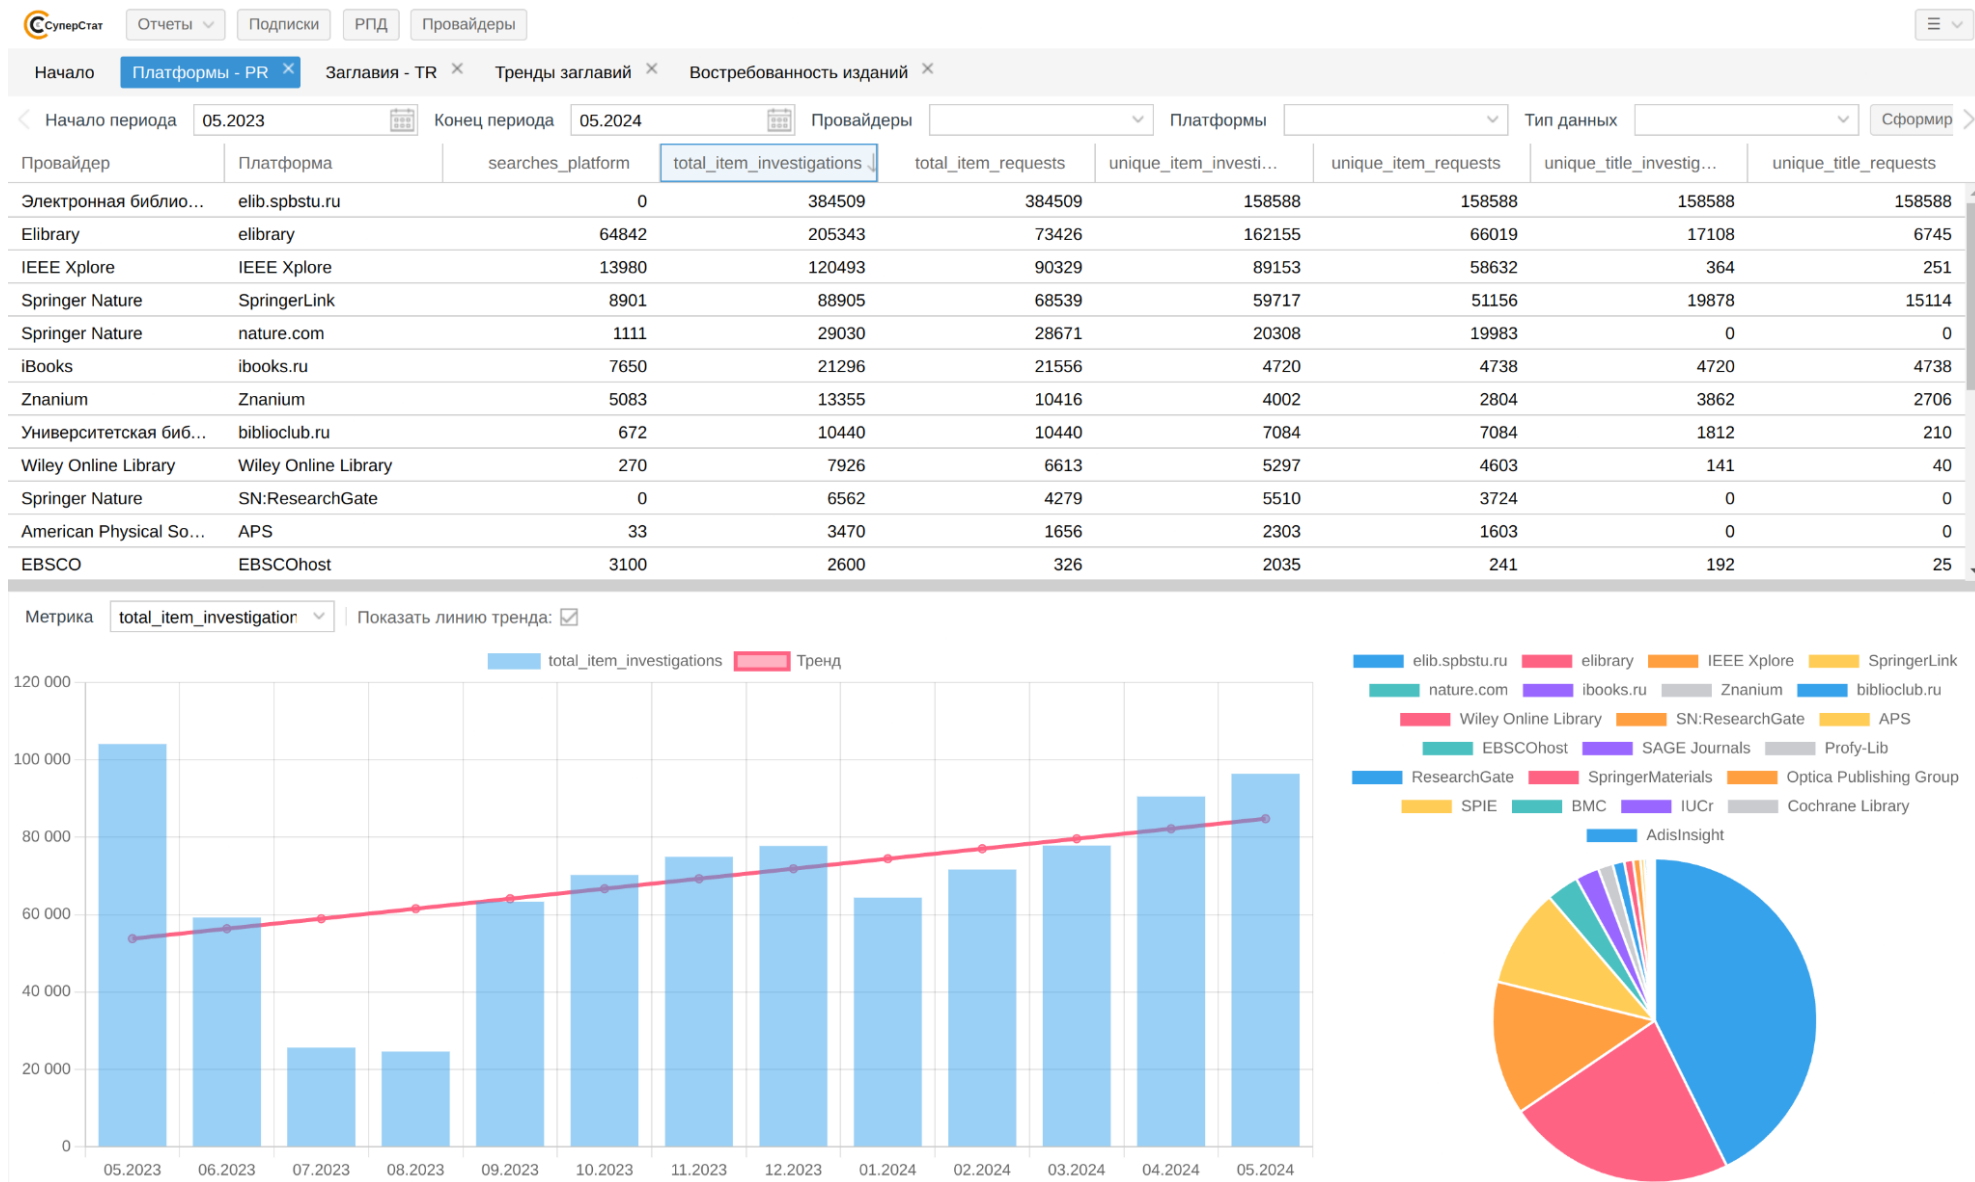 СуперСтат Отчеты Подписки РПД Провайдеры
Начало Платформы - PR Заглавия - TR Тренды заглавий Востребованность изданий
Начало периода 05.2023 Конец периода 05.2024 Провайдеры Платформы Тип данных Сформир
Провайдер Платформа searches_platform total_item_investigations total_item_requests unique_item_investi... unique_item_requests unique_title_investig... unique_title_requests
Электронная библио... elib.spbstu.ru 0 384509 384509 158588 158588 158588 158588
Elibrary elibrary 64842 205343 73426 162155 66019 17108 6745
IEEE Xplore IEEE Xplore 13980 120493 90329 89153 58632 364 251
Springer Nature SpringerLink 8901 88905 68539 59717 51156 19878 15114
Springer Nature nature.com 1111 29030 28671 20308 19983 0 0
iBooks ibooks.ru 7650 21296 21556 4720 4738 4720 4738
Znanium Znanium 5083 13355 10416 4002 2804 3862 2706
Университетская биб... biblioclub.ru 672 10440 10440 7084 7084 1812 210
Wiley Online Library Wiley Online Library 270 7926 6613 5297 4603 141 40
Springer Nature SN:ResearchGate 0 6562 4279 5510 3724 0 0
American Physical So... APS 33 3470 1656 2303 1603 0 0
EBSCO EBSCOhost 3100 2600 326 2035 241 192 25
Метрика total_item_investigation Показать линию тренда:
total_item_investigations Тренд
120 000
100 000
80 000
60 000
40 000
20 000
0
05.2023 06.2023 07.2023 08.2023 09.2023 10.2023 11.2023 12.2023 01.2024 02.2024 03.2024 04.2024 05.2024
elib.spbstu.ru elibrary IEEE Xplore SpringerLink
nature.com ibooks.ru Znanium biblioclub.ru
Wiley Online Library SN:ResearchGate APS
EBSCOhost SAGE Journals Profy-Lib
ResearchGate SpringerMaterials Optica Publishing Group
SPIE BMC IUCr Cochrane Library
AdisInsight